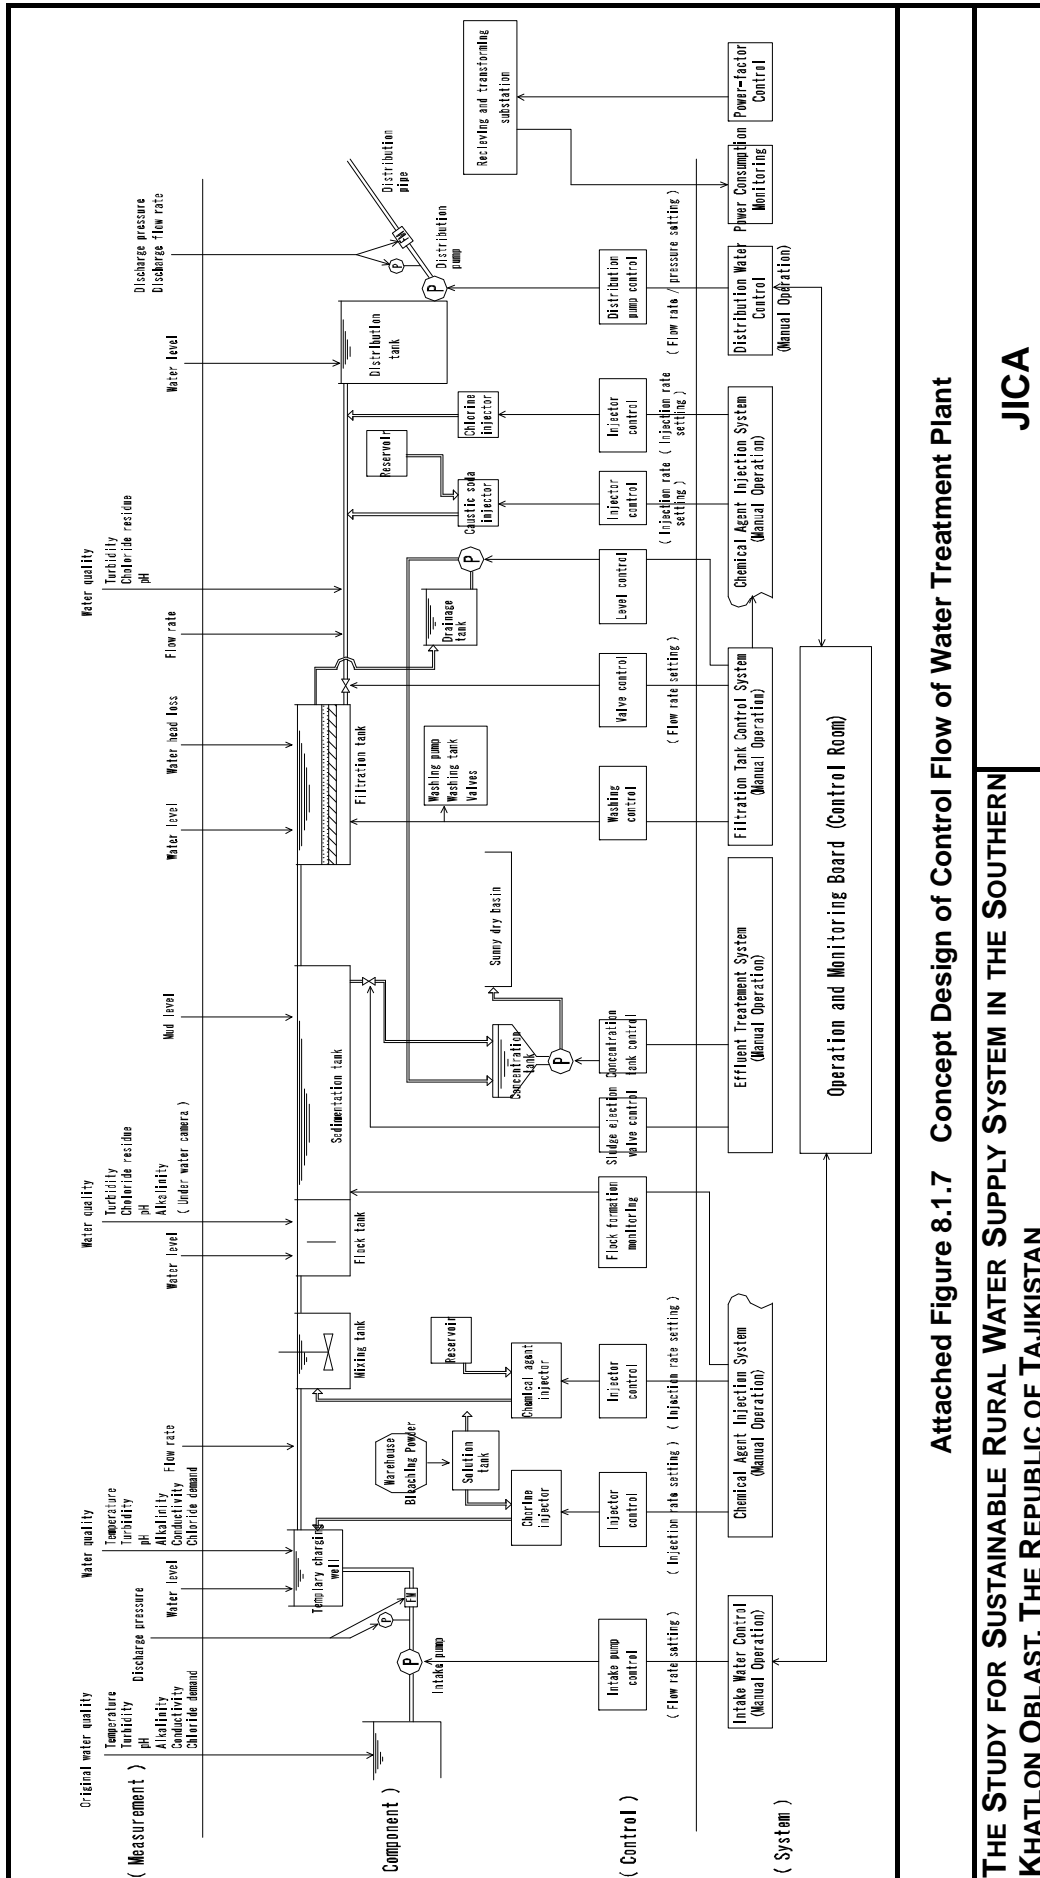 ( Measurement )
Original water quality
Temperature
Turbidity
pH
Alkalinity
Conductivity
Chloride demand
Discharge pressure
Water level
Water quality
Temperature
Turbidity
pH
Alkalinity
Conductivity
Chloride demand
Flow rate
Water level
Water quality
Turbidity
Choloride residue
pH
Alkalinity
( Under water camera )
Mud level
Water level
Water head loss
Flow rate
Water quality
Turbidity
Choloride residue
pH
Water level
Discharge pressure
Discharge flow rate
Component )
P
Intake pump
P
FM
Templary charging
well
Warehouse
Bleaching Powder
Solution
tank
Chorine
injector
Mixing tank
Reservoir
Chemical agent
injector
Flock tank
Sedimentation tank
Concentration
tank
P
Sunny dry basin
Filtration tank
Washing pump
Washing tank
Valves
Drainage
tank
P
Reservoir
Caustic soda
injector
Chlorine
injector
Distribution
tank
P
P
FM
Distribution
pump
Distribution
pipe
Recieving and transforming
substation
( Control )
Intake pump
control
( Flow rate setting )
Injector
control
( Injection rate setting )
Injector
control
( Injection rate setting )
Flock formation
monitoring
Sludge ejection
valve control
Concentration
tank control
Washing
control
Valve control
( Flow rate setting )
Level control
Injector
control
( Injection rate
setting )
Injector
control
( Injection rate
setting )
Distribution
pump control
( Flow rate / pressure setting )
( System )
Intake Water Control
(Manual Operation)
Chemical Agent Injection System
(Manual Operation)
Effluent Treatement System
(Manual Operation)
Filtration Tank Control System
(Manual Operation)
Chemical Agent Injection System
(Manual Operation)
Distribution Water
Control
(Manual Operation)
Power Consumption
Monitoring
Power-factor
Control
Operation and Monitoring Board (Control Room)
Attached Figure 8.1.7 Concept Design of Control Flow of Water Treatment Plant
THE STUDY FOR SUSTAINABLE RURAL WATER SUPPLY SYSTEM IN THE SOUTHERN
KHATLON OBLAST, THE REPUBLIC OF TAJIKISTAN
JICA